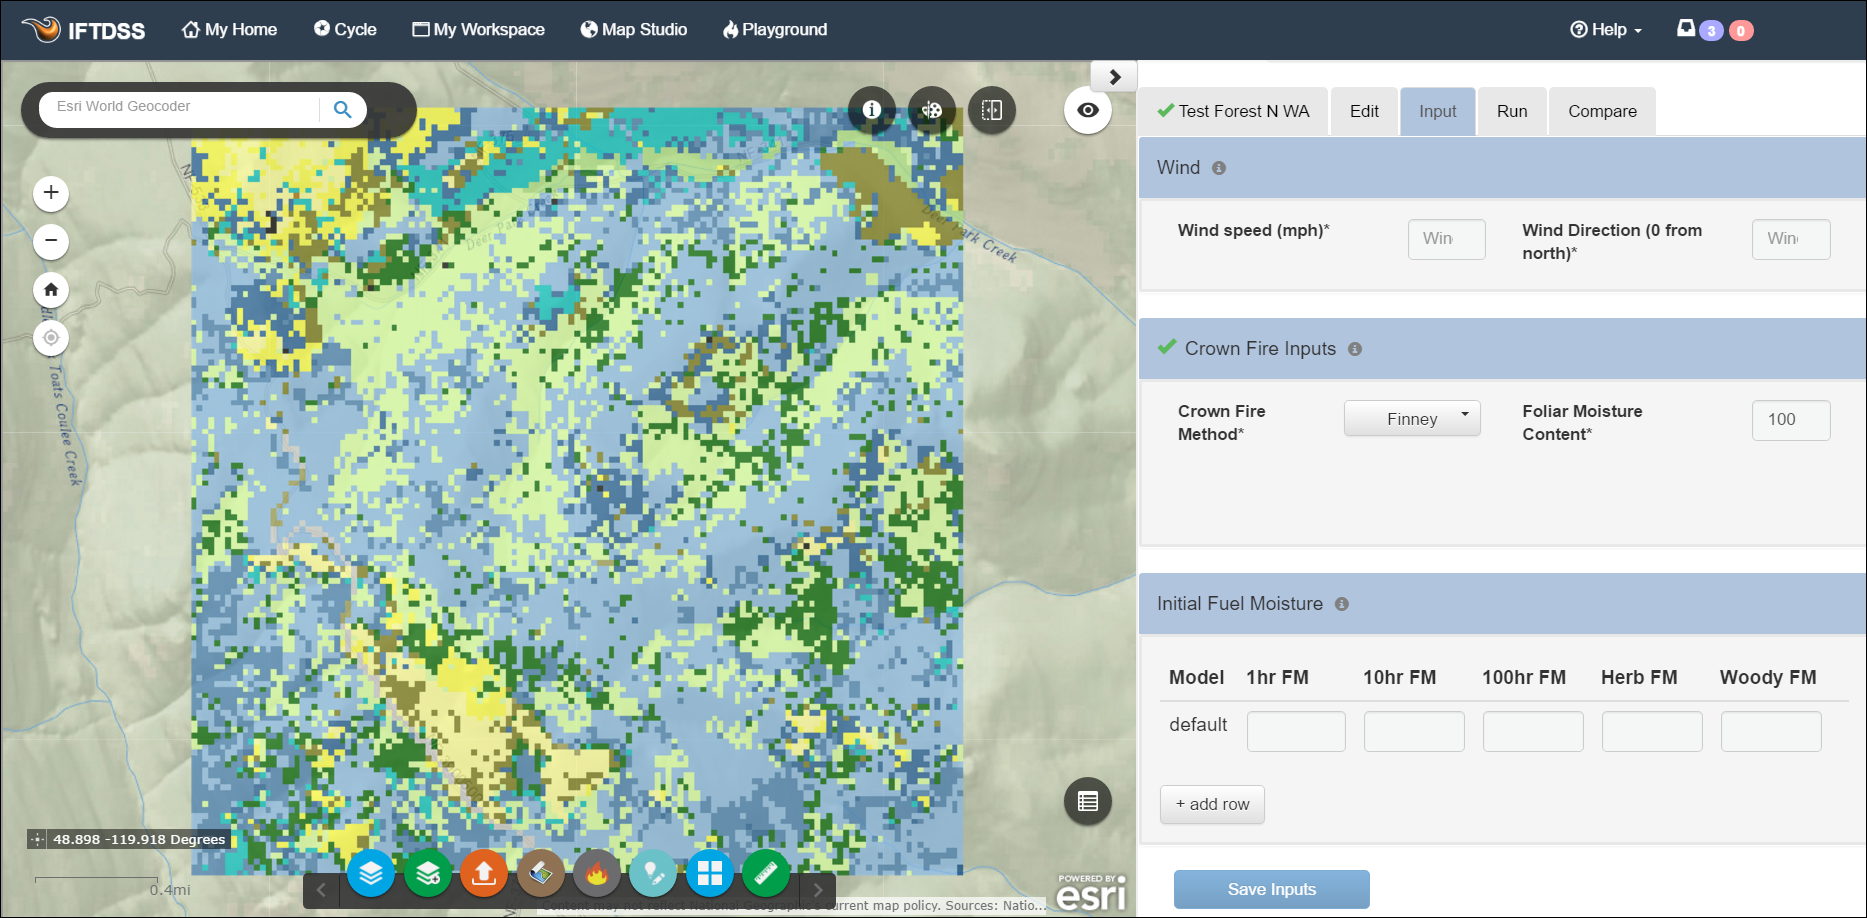 IFTDSS
My Home
Cycle
My Workspace
Map Studio
Playground
Help
3
0
Esri World Geocoder
Test Forest N WA
Edit
Input
Run
Compare
Wind
Wind speed (mph)*
Wind Direction (0 from
north)*
Crown Fire Inputs
Crown Fire
Method*
Finney
Foliar Moisture
Content*
100
Initial Fuel Moisture
Model
1hr FM
10hr FM
100hr FM
Herb FM
Woody FM
default
+ add row
Save Inputs
Deer Park Creek
Toats Coulee Creek
48.898 -119.918 Degrees
0.4mi
Content may not reflect National Geographic's current map policy. Sources: Natio...
POWERED BY
esri